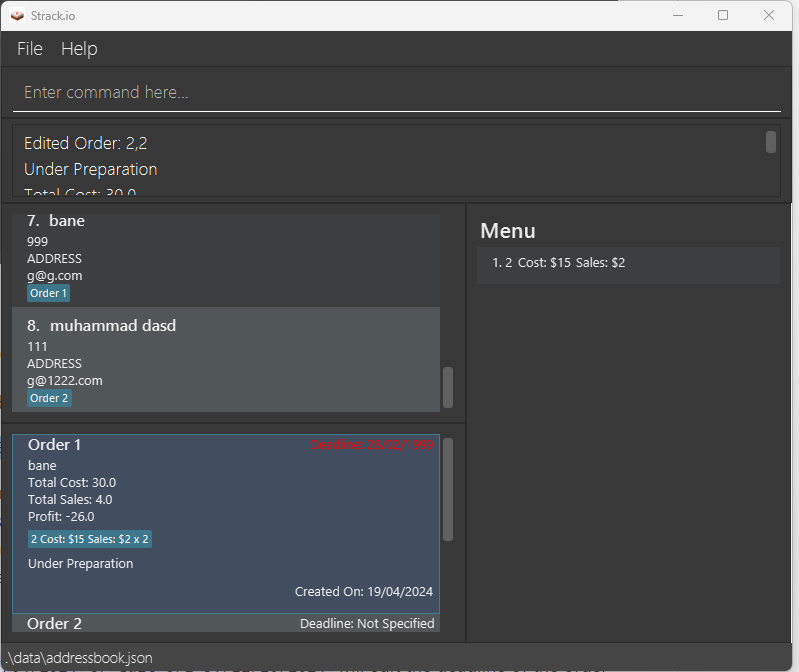 Strack.io
File Help
Enter command here...
Edited Order: 2,2
Under Preparation
Total Cost: 30.0
7. bane
999
ADDRESS
g@g.com
Order 1
8. muhammad dasd
111
ADDRESS
g@1222.com
Order 2
Menu
1. 2 Cost: $15 Sales: $2
Order 1 Deadline: 28/02/1999
bane
Total Cost: 30.0
Total Sales: 4.0
Profit: -26.0
2 Cost: $15 Sales: $2 x 2
Under Preparation
Created On: 19/04/2024
Order 2 Deadline: Not Specified
.\data\addressbook.json